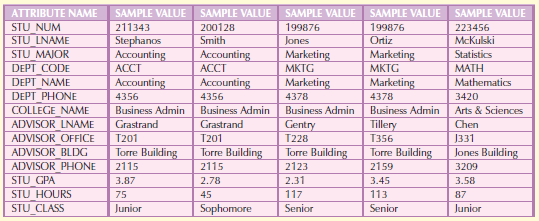 ATTRIBUTE NAME SAMPLE VALUE SAMPLE VALUE SAMPLE VALUE SAMPLE VALUE SAMPLE VALUE
STU_NUM 211343 200128 199876 199876 223456
STU_LNAME Stephanos Smith Jones Ortiz McKulski
STU_MAJOR Accounting Accounting Marketing Marketing Statistics
DEPT_CODE ACCT ACCT MKTG MKTG MATH
DEPT_NAME Accounting Accounting Marketing Marketing Mathematics
DEPT_PHONE 4356 4356 4378 4378 3420
COLLEGE_NAME Business Admin Business Admin Business Admin Business Admin Arts & Sciences
ADVISOR_LNAME Grastrand Grastrand Gentry Tillery Chen
ADVISOR_OFFICE T201 T201 T228 T356 J331
ADVISOR_BLDG Torre Building Torre Building Torre Building Torre Building Jones Building
ADVISOR_PHONE 2115 2115 2123 2159 3209
STU_GPA 3.87 2.78 2.31 3.45 3.58
STU_HOURS 75 45 117 113 87
STU_CLASS Junior Sophomore Senior Senior Junior